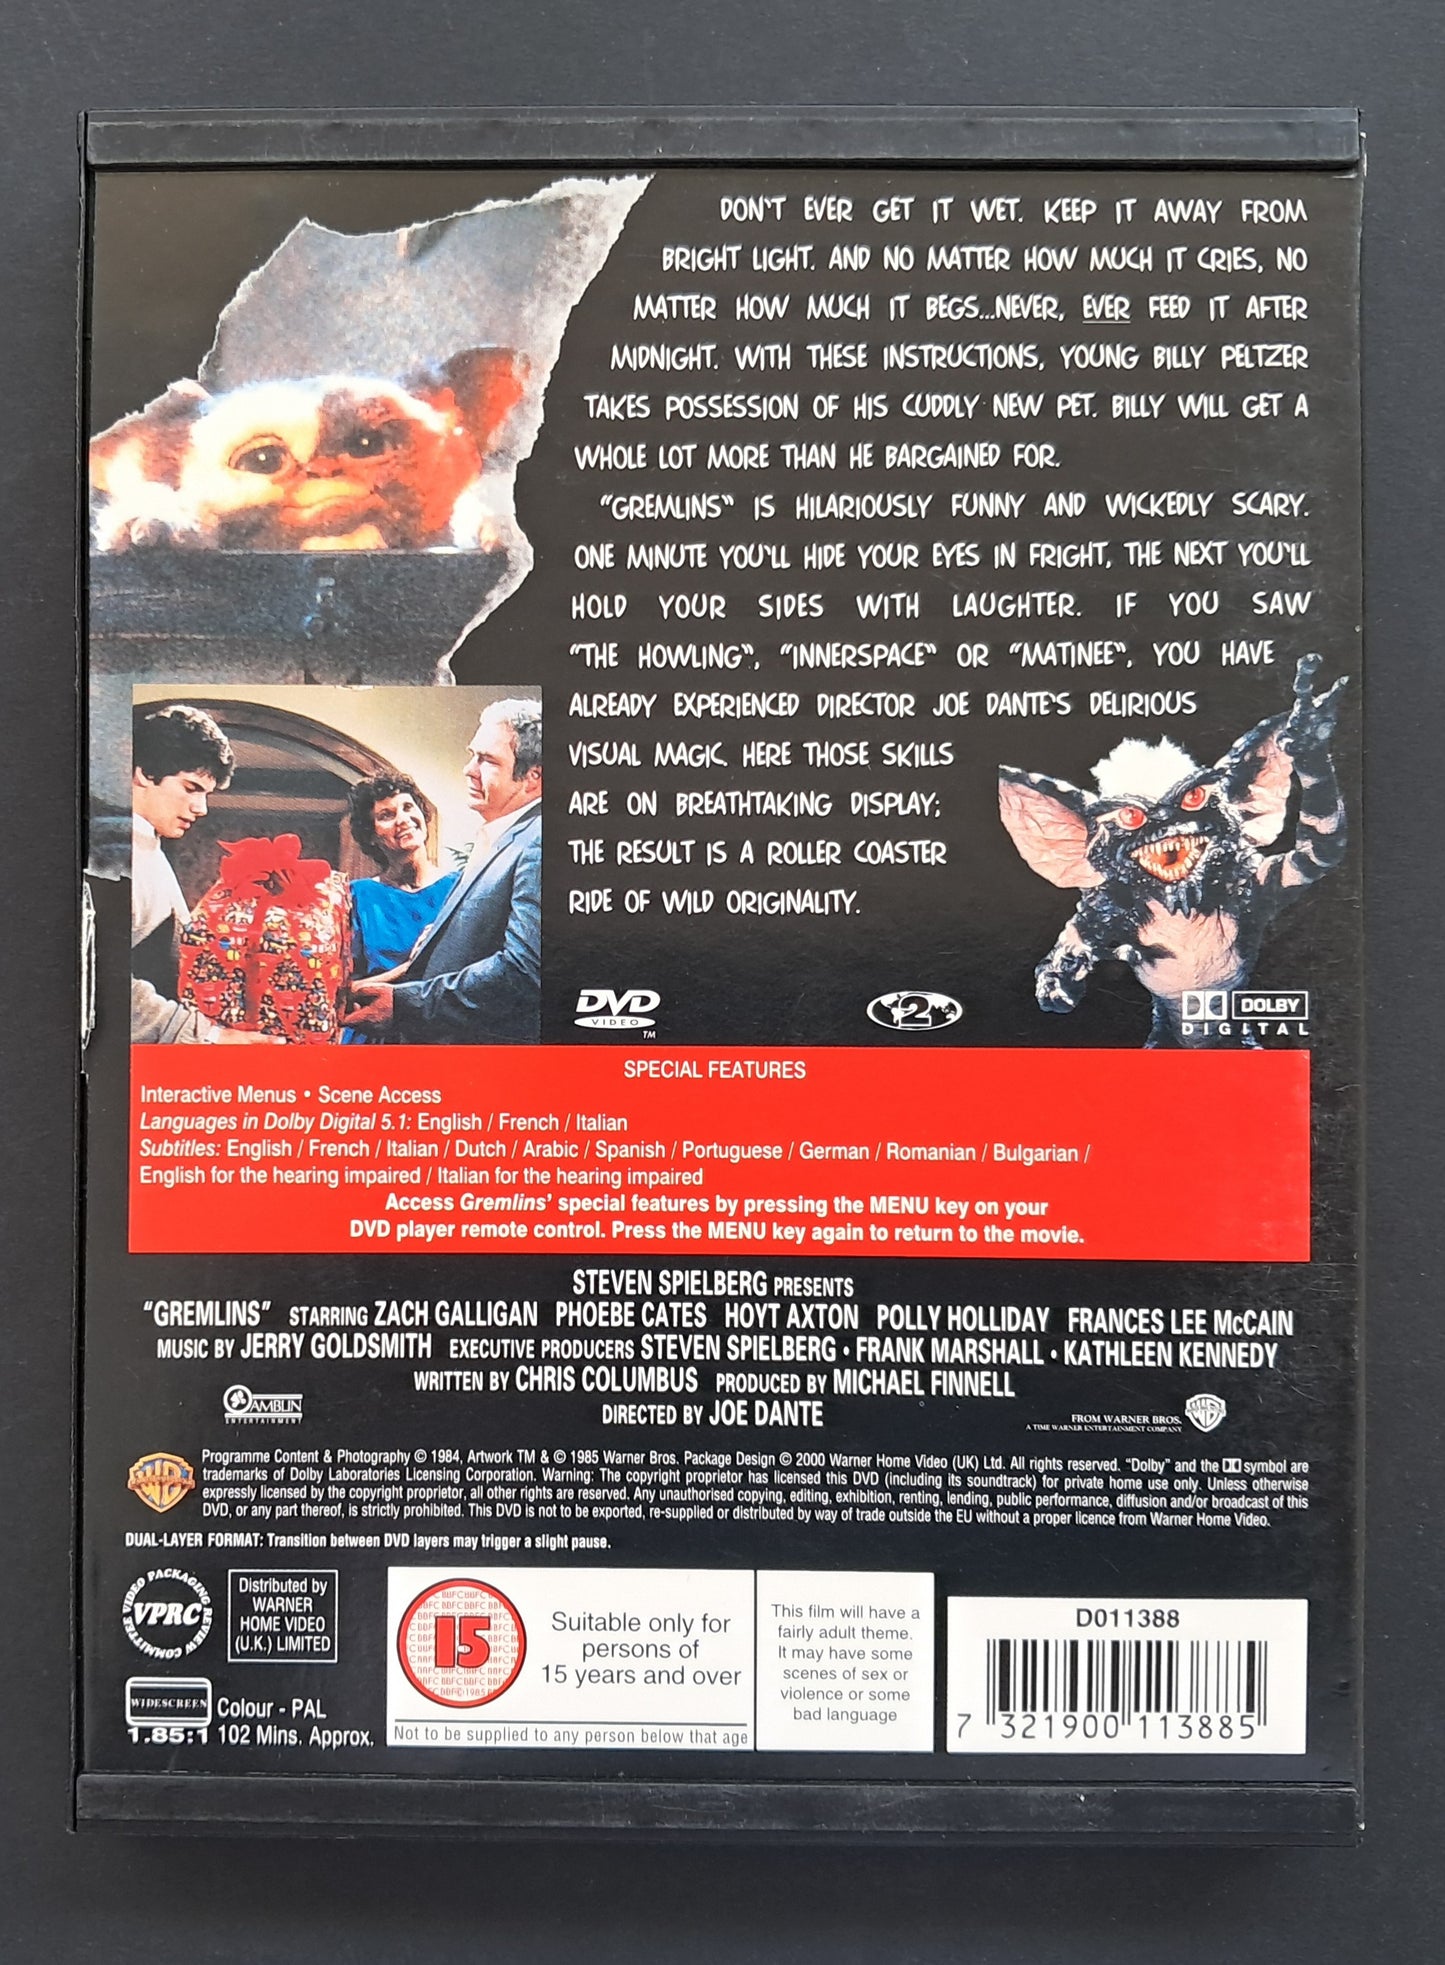 DON'T EVER GET IT WET. KEEP IT AWAY FROM
BRIGHT LIGHT. AND NO MATTER HOW MUCH IT CRIES, NO
MATTER HOW MUCH IT BEGS...NEVER, EVER FEED IT AFTER
MIDNIGHT. WITH THESE INSTRUCTIONS, YOUNG BILLY PELTZER
TAKES POSSESSION OF HIS CUDDLY NEW PET. BILLY WILL GET A
WHOLE LOT MORE THAN HE BARGAINED FOR.
"GREMLINS" IS HILARIOUSLY FUNNY AND WICKEDLY SCARY.
ONE MINUTE YOU'LL HIDE YOUR EYES IN FRIGHT, THE NEXT YOU'LL
HOLD YOUR SIDES WITH LAUGHTER. IF YOU SAW
"THE HOWLING", "INNERSPACE" OR "MATINEE", YOU HAVE
ALREADY EXPERIENCED DIRECTOR JOE DANTE'S DELIRIOUS
VISUAL MAGIC. HERE THOSE SKILLS
ARE ON BREATHTAKING DISPLAY;
THE RESULT IS A ROLLER COASTER
RIDE OF WILD ORIGINALITY.
DVD
VIDEO
TM
2
DOLBY
DIGITAL
SPECIAL FEATURES
Interactive Menus • Scene Access
Languages in Dolby Digital 5.1: English / French / Italian
Subtitles: English / French / Italian / Dutch / Arabic / Spanish / Portuguese / German / Romanian / Bulgarian /
English for the hearing impaired / Italian for the hearing impaired
Access Gremlins' special features by pressing the MENU key on your
DVD player remote control. Press the MENU key again to return to the movie.
STEVEN SPIELBERG PRESENTS
"GREMLINS" STARRING ZACH GALLIGAN PHOEBE CATES HOYT AXTON POLLY HOLLIDAY FRANCES LEE McCAIN
MUSIC BY JERRY GOLDSMITH EXECUTIVE PRODUCERS STEVEN SPIELBERG • FRANK MARSHALL • KATHLEEN KENNEDY
WRITTEN BY CHRIS COLUMBUS PRODUCED BY MICHAEL FINNELL
DIRECTED BY JOE DANTE
AMBLIN
ENTERTAINMENT
FROM WARNER BROS.
A TIME WARNER ENTERTAINMENT COMPANY
Programme Content & Photography © 1984, Artwork TM & © 1985 Warner Bros. Package Design © 2000 Warner Home Video (UK) Ltd. All rights reserved. "Dolby" and the symbol are
trademarks of Dolby Laboratories Licensing Corporation. Warning: The copyright proprietor has licensed this DVD (including its soundtrack) for private home use only. Unless otherwise
expressly licensed by the copyright proprietor, all other rights are reserved. Any unauthorised copying, editing, exhibition, renting, lending, public performance, diffusion and/or broadcast of this
DVD, or any part thereof, is strictly prohibited. This DVD is not to be exported, re-supplied or distributed by way of trade outside the EU without a proper licence from Warner Home Video.
DUAL-LAYER FORMAT: Transition between DVD layers may trigger a slight pause.
VIDEO PACKAGING REVIEW COMMITTEE
VPRC
Distributed by
WARNER
HOME VIDEO
(U.K.) LIMITED
WIDESCREEN
1.85:1
Colour - PAL
102 Mins. Approx.
15
Suitable only for
persons of
15 years and over
Not to be supplied to any person below that age
This film will have a
fairly adult theme.
It may have some
scenes of sex or
violence or some
bad language
D011388
7 321900 113885